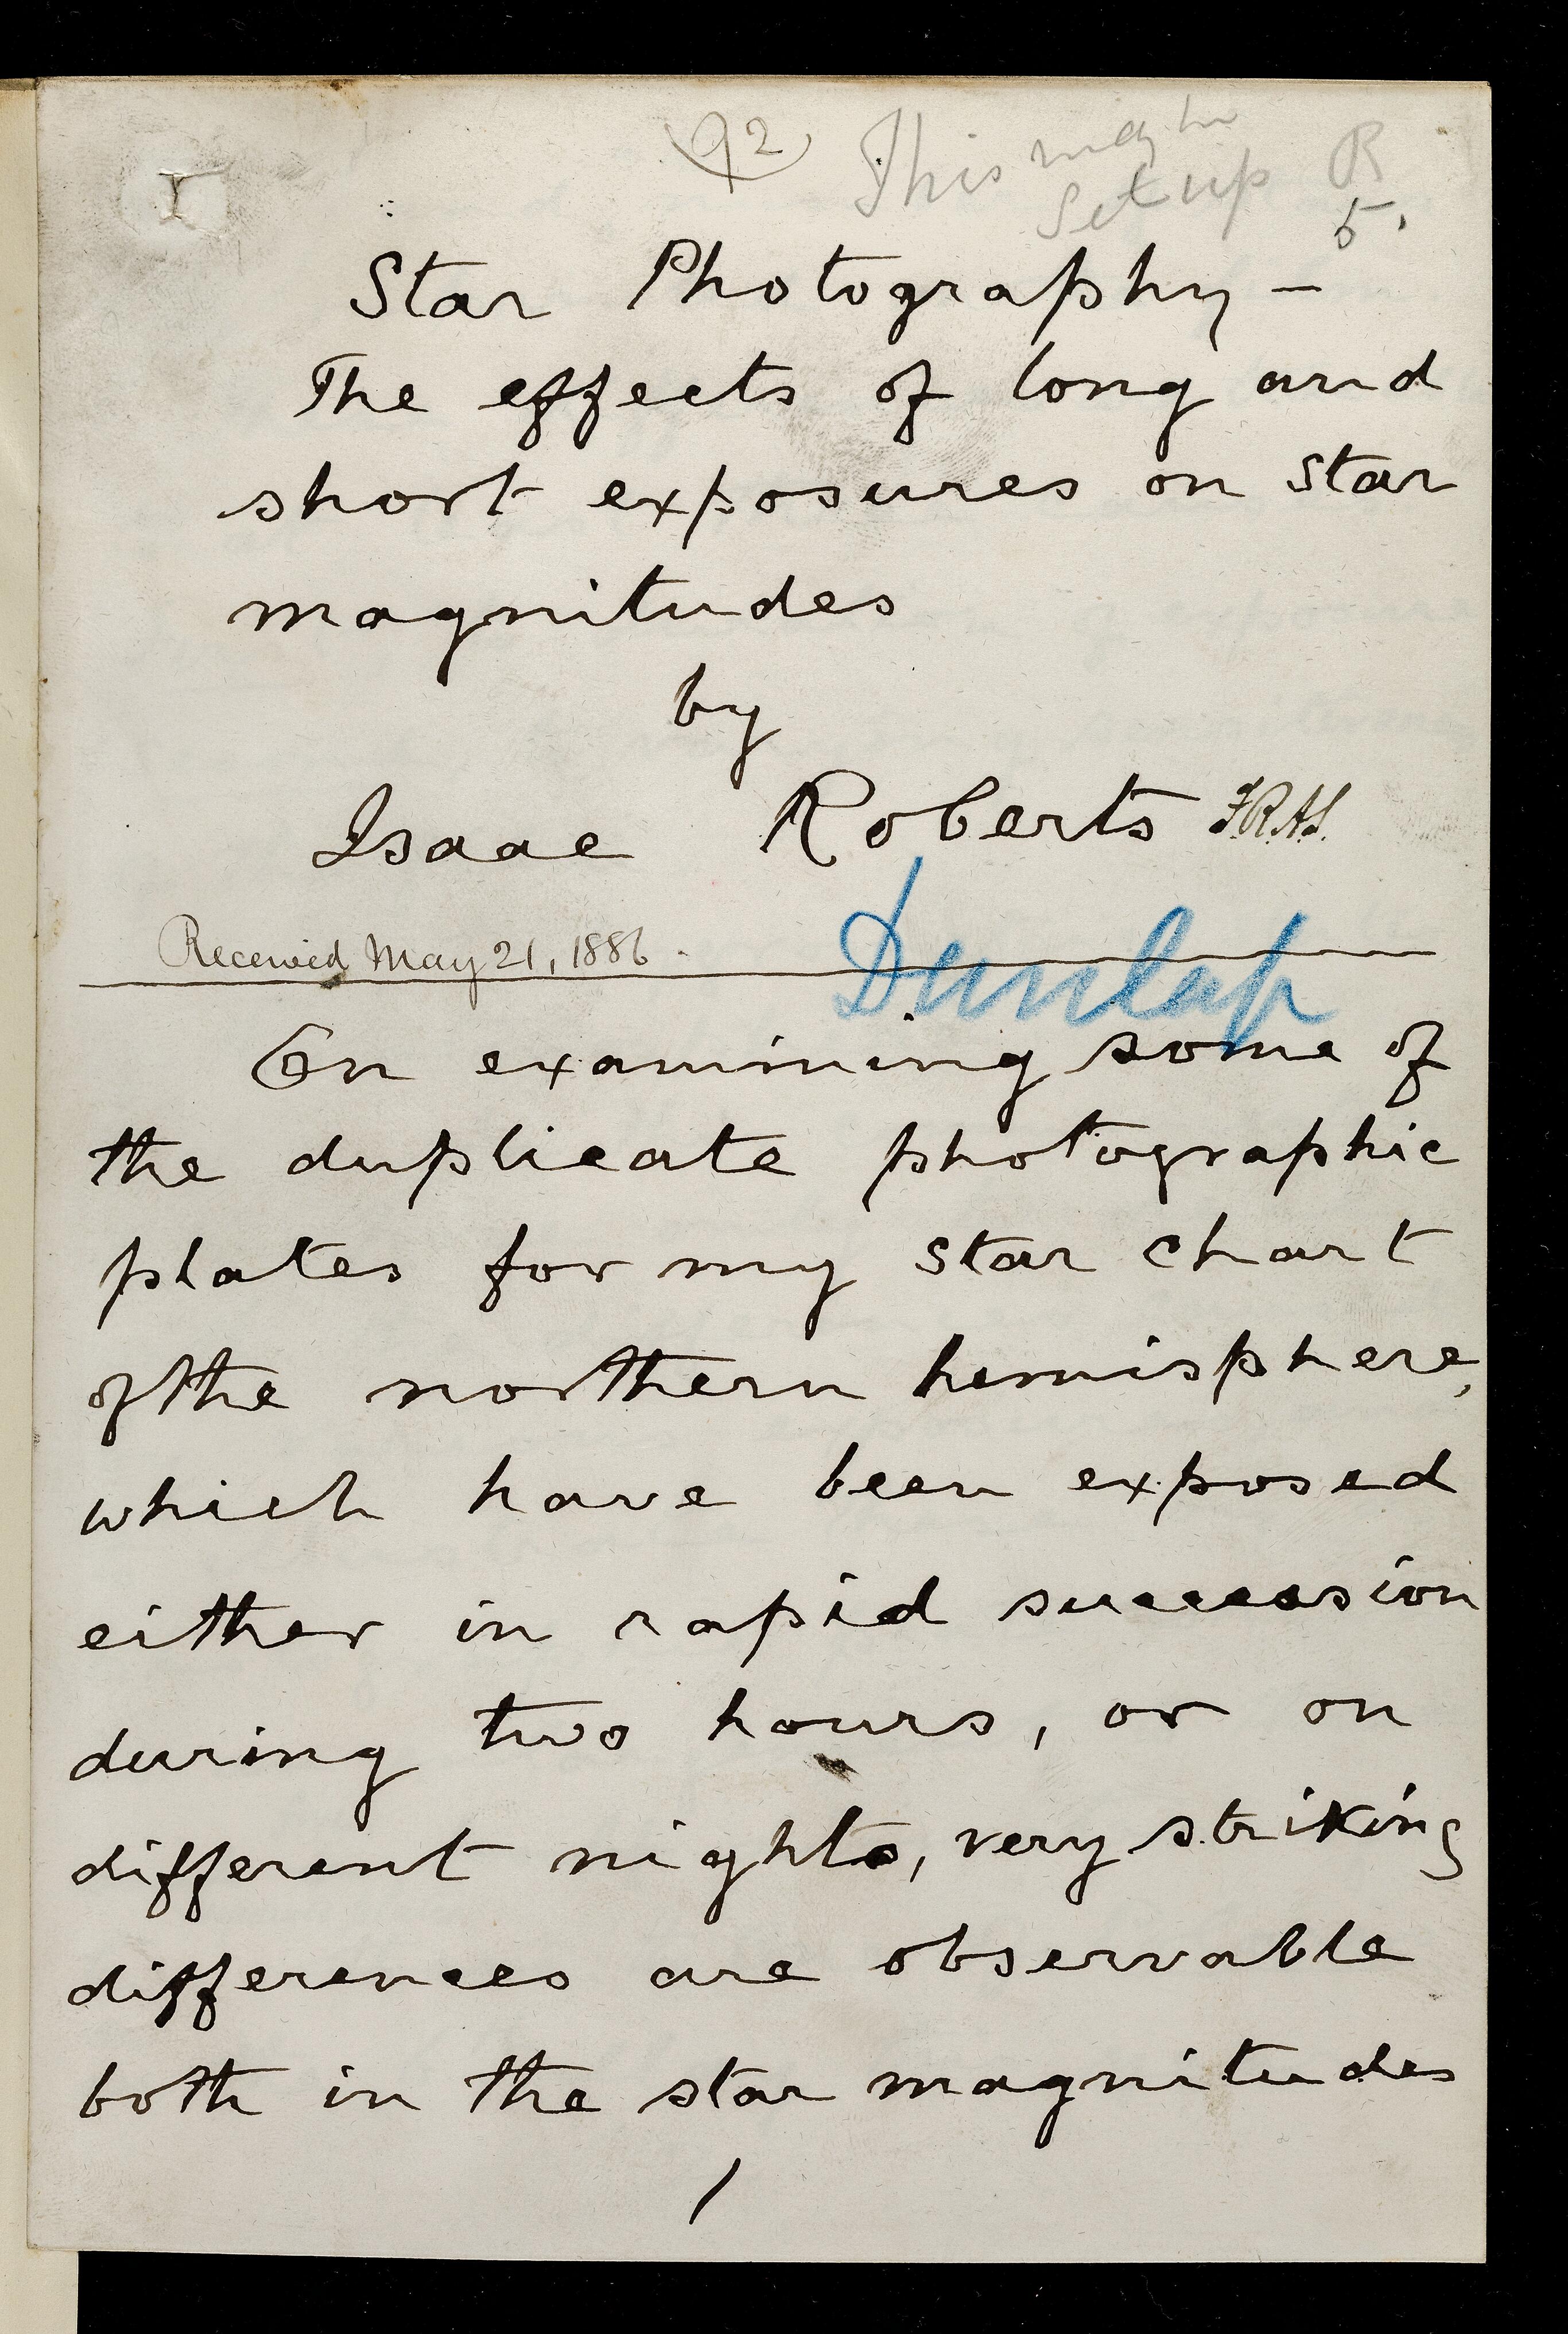 92 This may be
set up R
5.
Star Photography —
The effects of long and
short exposures on star
magnitudes
by
Isaac Roberts F.R.A.S.
Received May 21, 1886.
Dunlap
On examining some of
the duplicate photographic
plates for my star chart
of the northern hemisphere,
which have been exposed
either in rapid succession
during two hours, or on
different nights, very striking
differences are observable
both in the star magnitudes
1